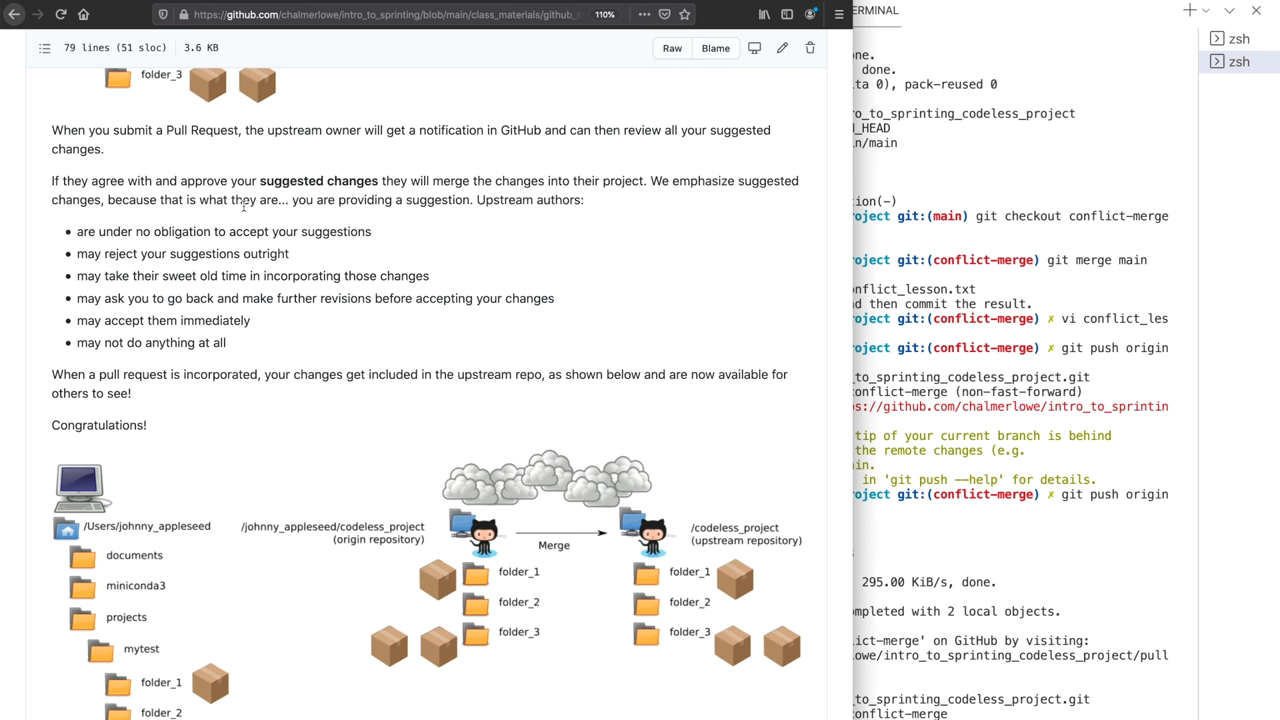 https://github.com/chalmerlowe/intro_to_sprinting/blob/main/class_materials/github_s
110%
79 lines (51 sloc) 3.6 KB
Raw
Blame
folder_3
When you submit a Pull Request, the upstream owner will get a notification in GitHub and can then review all your suggested
changes.
If they agree with and approve your suggested changes they will merge the changes into their project. We emphasize suggested
changes, because that is what they are... you are providing a suggestion. Upstream authors:
are under no obligation to accept your suggestions
may reject your suggestions outright
may take their sweet old time in incorporating those changes
may ask you to go back and make further revisions before accepting your changes
may accept them immediately
may not do anything at all
When a pull request is incorporated, your changes get included in the upstream repo, as shown below and are now available for
others to see!
Congratulations!
/Users/johnny_appleseed
documents
miniconda3
projects
mytest
folder_1
folder_2
/johnny_appleseed/codeless_project
(origin repository)
Merge
/codeless_project
(upstream repository)
folder_1
folder_2
folder_3
folder_1
folder_2
folder_3
ERMINAL
one.
done.
ta 0), pack-reused 0
ro_to_sprinting_codeless_project
H_HEAD
in/main
ion(-)
oject git:(main) git checkout conflict-merge
oject git:(conflict-merge) git merge main
onflict_lesson.txt
nd then commit the result.
oject git:(conflict-merge) ✗ vi conflict_les
oject git:(conflict-merge) ✗ git push origin
_to_sprinting_codeless_project.git
conflict-merge (non-fast-forward)
s://github.com/chalmerlowe/intro_to_sprintin
tip of your current branch is behind
the remote changes (e.g.
in.
in 'git push --help' for details.
oject git:(conflict-merge) ✗ git push origin
295.00 KiB/s, done.
ompleted with 2 local objects.
lict-merge' on GitHub by visiting:
owe/intro_to_sprinting_codeless_project/pull
_to_sprinting_codeless_project.git
conflict-merge
zsh
zsh